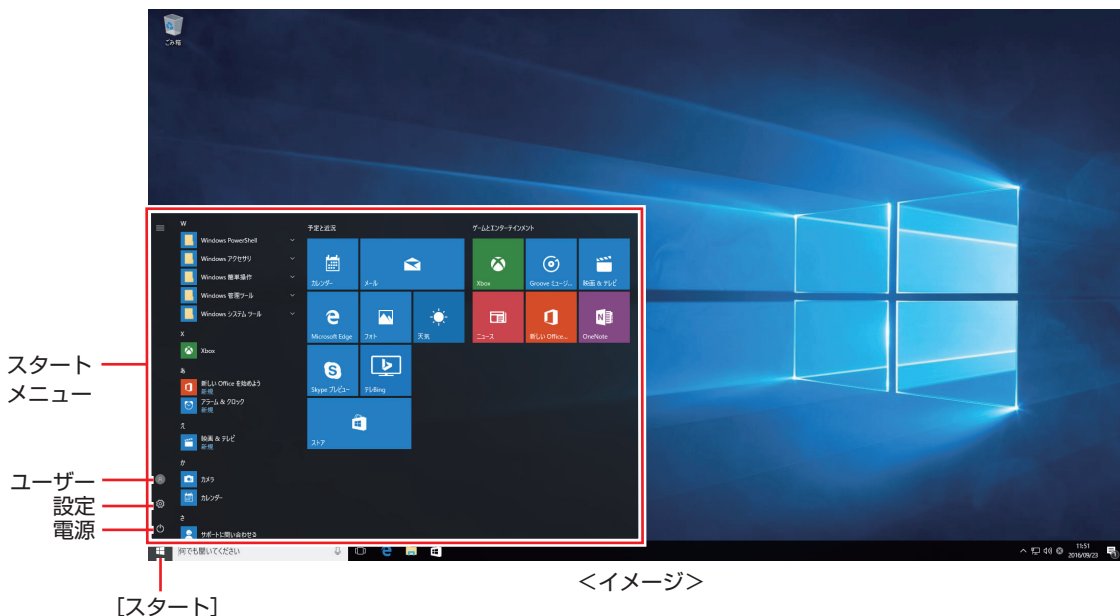 ごみ箱
W
Windows PowerShell
Windows アクセサリ
Windows 簡単操作
Windows 管理ツール
Windows システム ツール
X
Xbox
あ
新しい Office を始めよう
新規
アラーム & クロック
新規
え
映画 & テレビ
新規
か
カメラ
カレンダー
さ
サポートに問い合わせる
予定と近況
カレンダー
メール
Microsoft Edge
フォト
天気
Skype プレビュー
テレBing
ストア
ゲームとエンターテインメント
Xbox
Groove ミュージ...
映画 & テレビ
ニュース
新しい Office...
OneNote
何でも聞いてください
11:51
2016/09/23
スタート
メニュー
ユーザー
設定
電源
[スタート]
<イメージ>